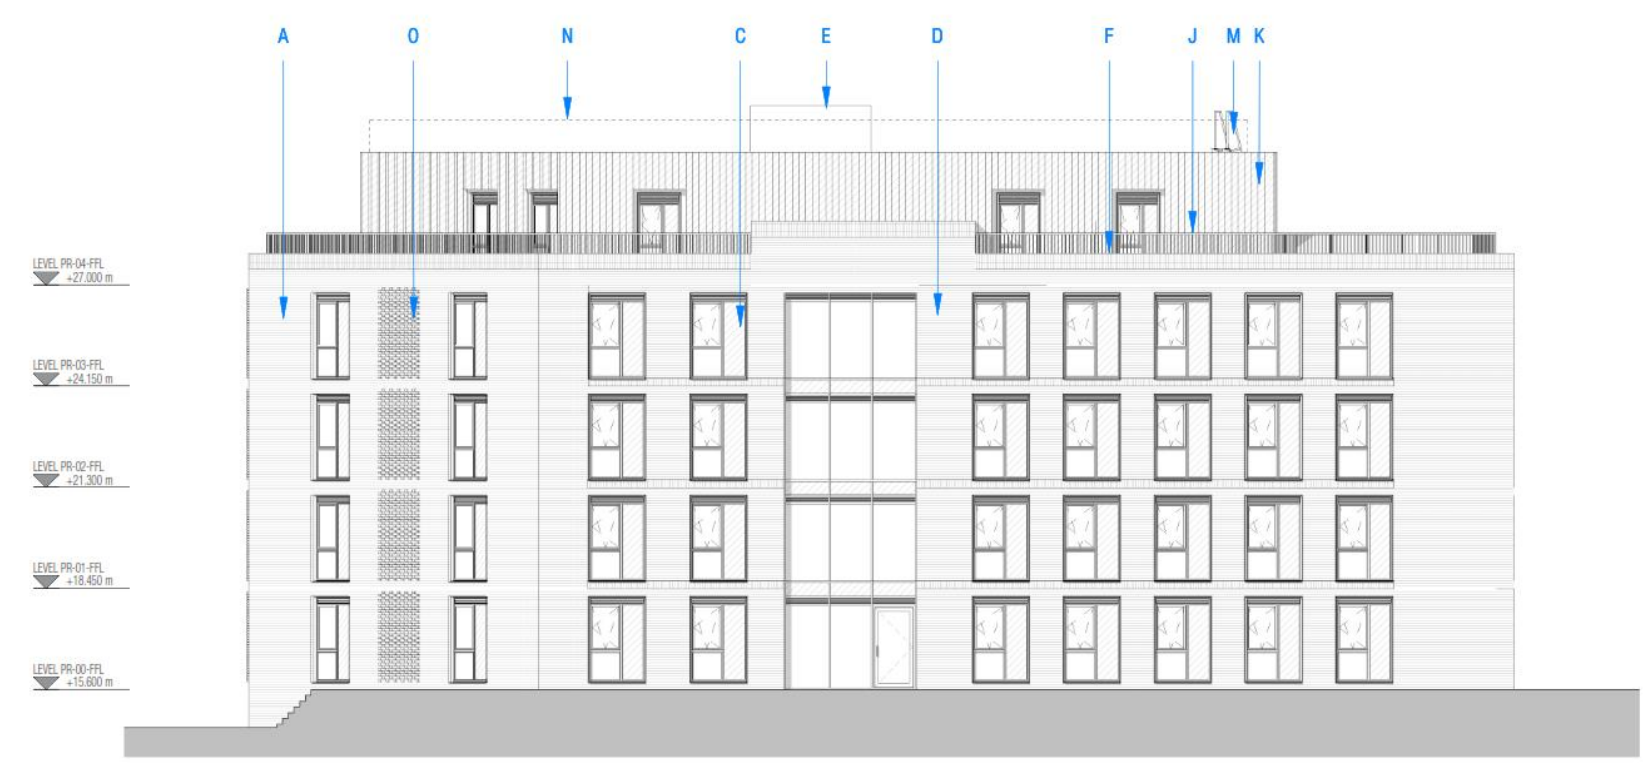 A O N C E D F J M K
LEVEL PR-04-FFL
+27.000 m
LEVEL PR-03-FFL
+24.150 m
LEVEL PR-02-FFL
+21.300 m
LEVEL PR-01-FFL
+18.450 m
LEVEL PR-00-FFL
+15.600 m